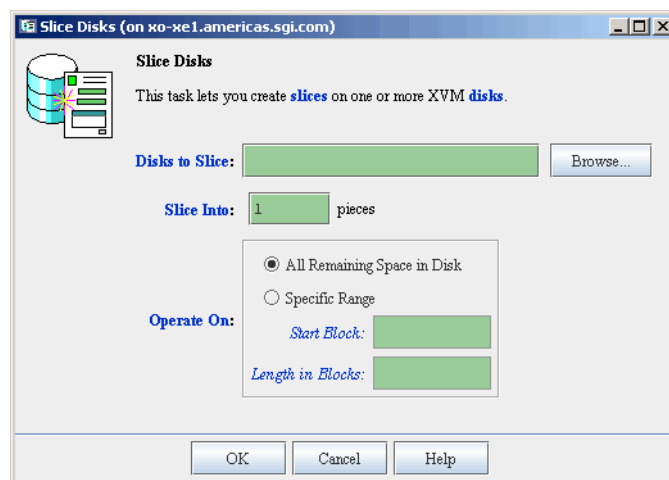 Slice Disks (on xo-xe1.americas.sgi.com)
Slice Disks
This task lets you create slices on one or more XVM disks.
Disks to Slice:
Browse...
Slice Into: 1 pieces
All Remaining Space in Disk
Specific Range
Operate On:
Start Block:
Length in Blocks:
OK Cancel Help